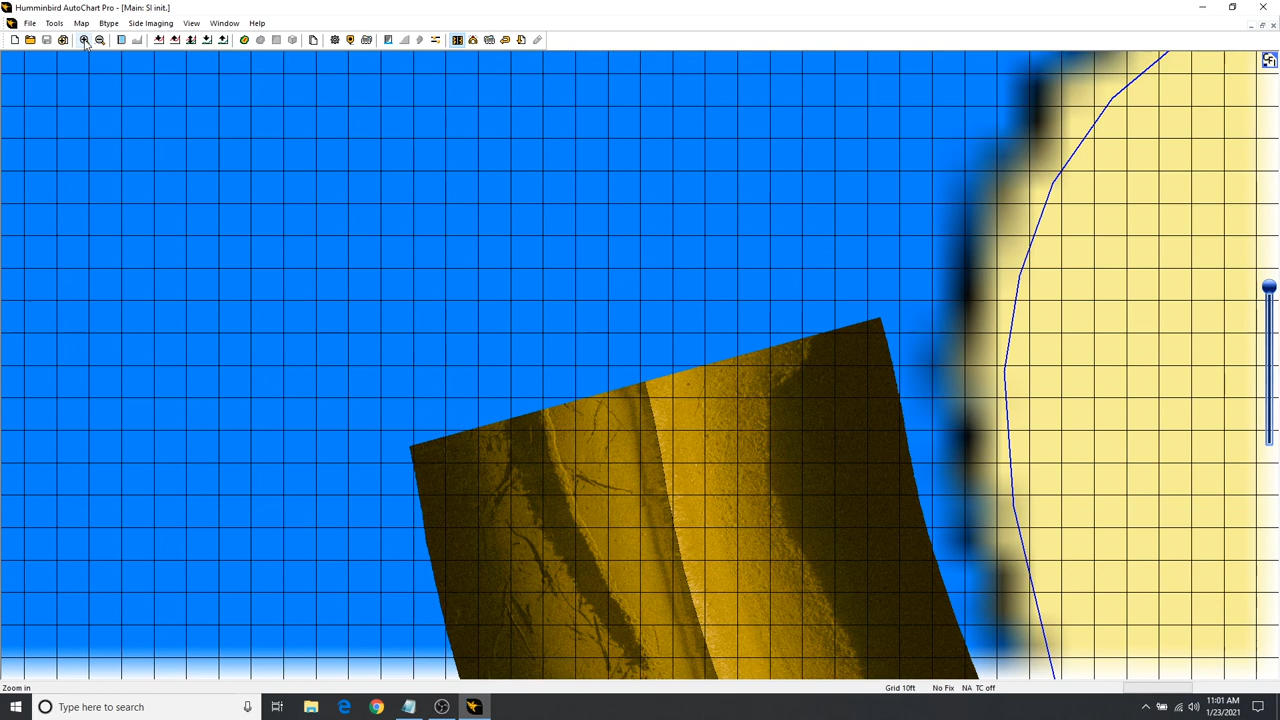 Humminbird AutoChart Pro - [Main: SI init.]
File Tools Map Btype Side Imaging View Window Help
Zoom in
Grid 10ft No Fix NA TC off
Type here to search
11:01 AM
1/23/2021